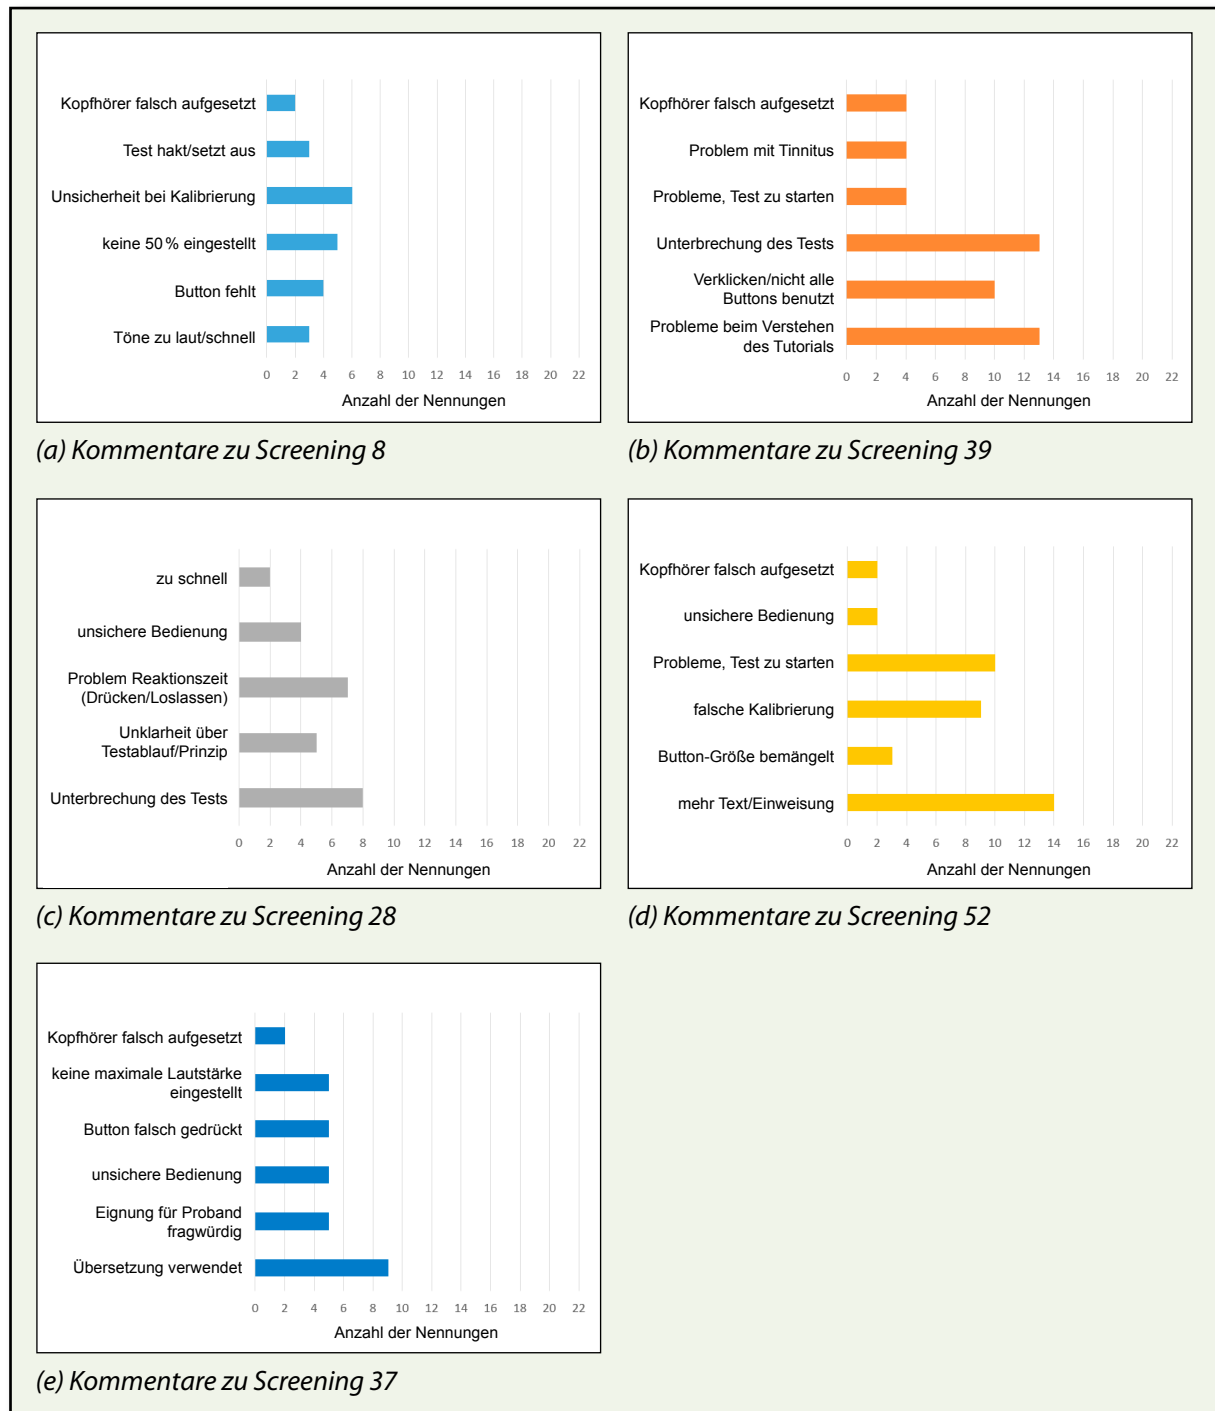 Kopfhörer falsch aufgesetzt
Test hakt/setzt aus
Unsicherheit bei Kalibrierung
keine 50 % eingestellt
Button fehlt
Töne zu laut/schnell
0 2 4 6 8 10 12 14 16 18 20 22
Anzahl der Nennungen
(a) Kommentare zu Screening 8
Kopfhörer falsch aufgesetzt
Problem mit Tinnitus
Probleme, Test zu starten
Unterbrechung des Tests
Verklicken/nicht alle
Buttons benutzt
Probleme beim Verstehen
des Tutorials
0 2 4 6 8 10 12 14 16 18 20 22
Anzahl der Nennungen
(b) Kommentare zu Screening 39
zu schnell
unsichere Bedienung
Problem Reaktionszeit
(Drücken/Loslassen)
Unklarheit über
Testablauf/Prinzip
Unterbrechung des Tests
0 2 4 6 8 10 12 14 16 18 20 22
Anzahl der Nennungen
(c) Kommentare zu Screening 28
Kopfhörer falsch aufgesetzt
unsichere Bedienung
Probleme, Test zu starten
falsche Kalibrierung
Button-Größe bemängelt
mehr Text/Einweisung
0 2 4 6 8 10 12 14 16 18 20 22
Anzahl der Nennungen
(d) Kommentare zu Screening 52
Kopfhörer falsch aufgesetzt
keine maximale Lautstärke
eingestellt
Button falsch gedrückt
unsichere Bedienung
Eignung für Proband
fragwürdig
Übersetzung verwendet
0 2 4 6 8 10 12 14 16 18 20 22
Anzahl der Nennungen
(e) Kommentare zu Screening 37